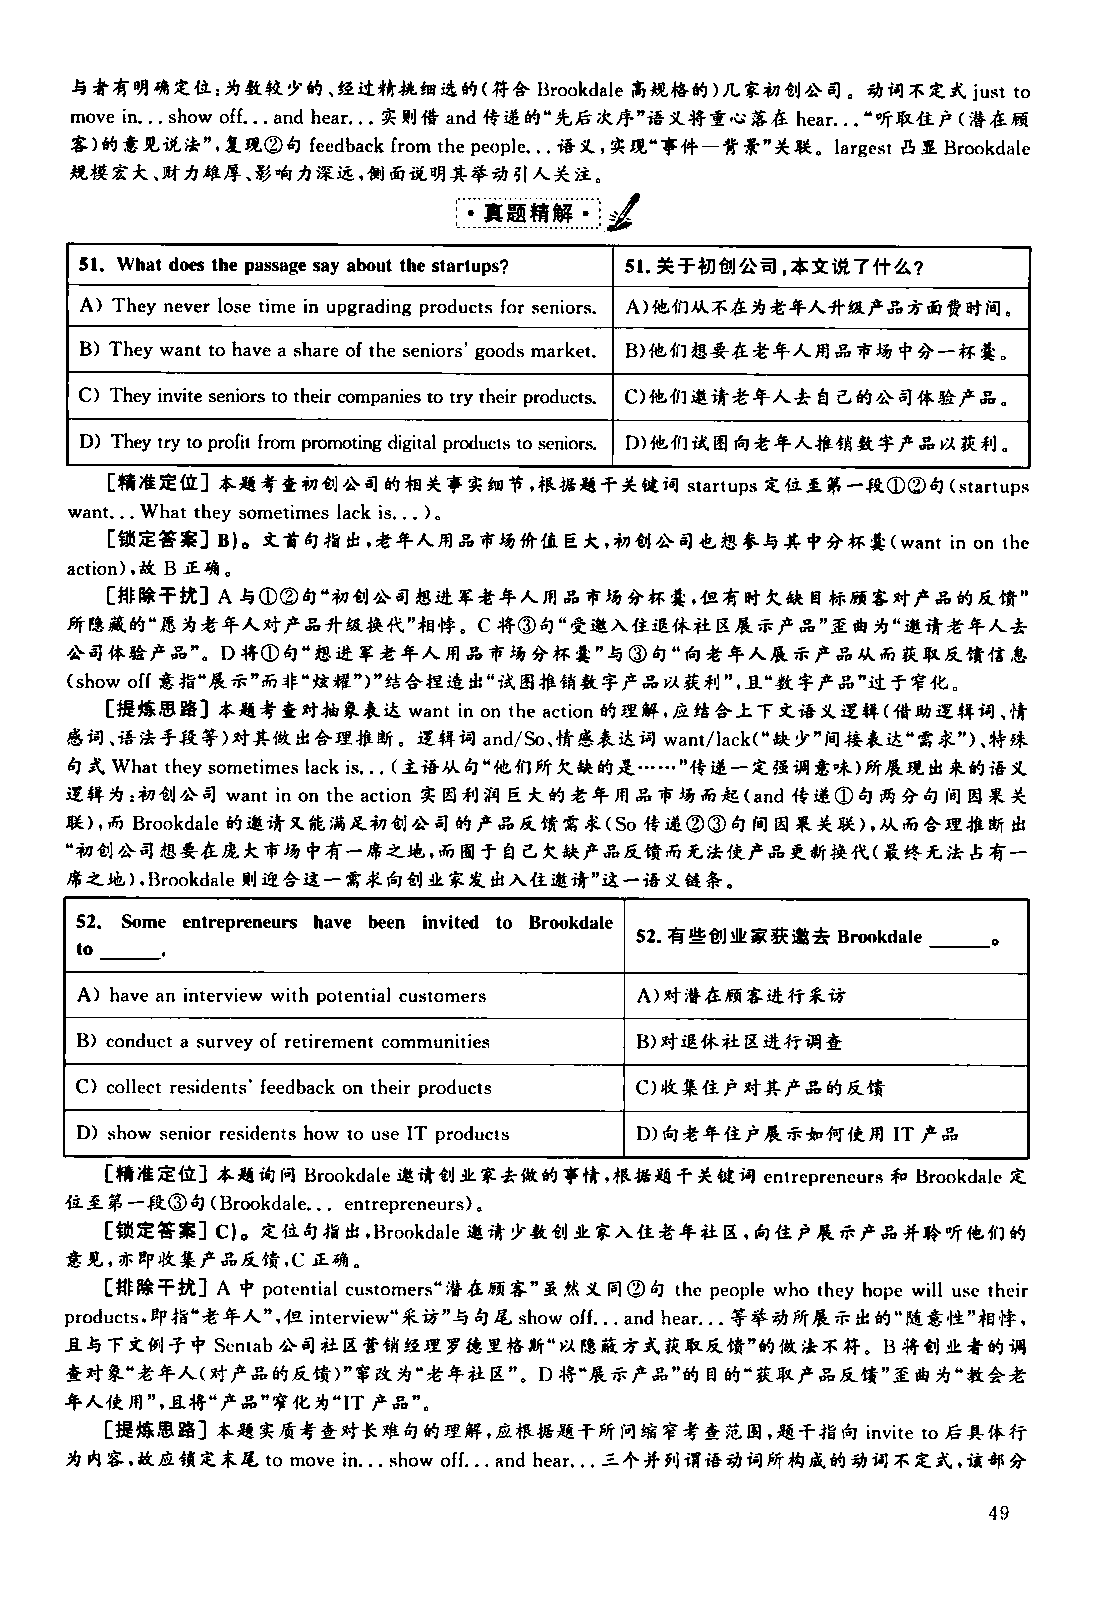 与者有明确定位:为数较少的、经过精挑细选的(符合 Brookdale 高规格的)几家初创公司。动词不定式 just to
move in...show off...and hear...实则借 and 传递的“先后次序”语义将重心落在 hear...“听取住户(潜在顾
客)的意见说法”,复现②句 feedback from the people...语义,实现“事件—背景”关联。largest 凸显 Brookdale
规模宏大、财力雄厚、影响力深远,侧面说明其举动引人关注。
·真题精解·
51. What does the passage say about the startups?
51.关于初创公司,本文说了什么?
A) They never lose time in upgrading products for seniors.
A)他们从不在为老年人升级产品方面费时间。
B) They want to have a share of the seniors' goods market.
B)他们想要在老年人用品市场中分一杯羹。
C) They invite seniors to their companies to try their products.
C)他们邀请老年人去自己的公司体验产品。
D) They try to profit from promoting digital products to seniors.
D)他们试图向老年人推销数字产品以获利。
[精准定位] 本题考查初创公司的相关事实细节,根据题干关键词 startups 定位至第一段①②句(startups
want...What they sometimes lack is...)。
[锁定答案] B)。文首句指出,老年人用品市场价值巨大,初创公司也想参与其中分杯羹(want in on the
action),故 B 正确。
[排除干扰] A 与①②句“初创公司想进军老年人用品市场分杯羹,但有时欠缺目标顾客对产品的反馈”
所隐藏的“愿为老年人对产品升级换代”相悖。C 将③句“受邀入住退休社区展示产品”歪曲为“邀请老年人去
公司体验产品”。D 将①句“想进军老年人用品市场分杯羹”与③句“向老年人展示产品从而获取反馈信息
(show off 意指“展示”而非“炫耀”)”结合捏造出“试图推销数字产品以获利”,且“数字产品”过于窄化。
[提炼思路] 本题考查对抽象表达 want in on the action 的理解,应结合上下文语义逻辑(借助逻辑词、情
感词、语法手段等)对其做出合理推断。逻辑词 and/So、情感表达词 want/lack(“缺少”间接表达“需求”)、特殊
句式 What they sometimes lack is...(主语从句“他们所欠缺的是……”传递一定强调意味)所展现出来的语义
逻辑为:初创公司 want in on the action 实因利润巨大的老年用品市场而起(and 传递①句两分句间因果关
联),而 Brookdale 的邀请又能满足初创公司的产品反馈需求(So 传递②③句间因果关联),从而合理推断出
“初创公司想要在庞大市场中有一席之地,而囿于自己欠缺产品反馈而无法使产品更新换代(最终无法占有一
席之地),Brookdale 则迎合这一需求向创业家发出入住邀请”这一语义链条。
52. Some entrepreneurs have been invited to Brookdale
to ______.
52.有些创业家获邀去 Brookdale ______。
A) have an interview with potential customers
A)对潜在顾客进行采访
B) conduct a survey of retirement communities
B)对退休社区进行调查
C) collect residents' feedback on their products
C)收集住户对其产品的反馈
D) show senior residents how to use IT products
D)向老年住户展示如何使用 IT 产品
[精准定位] 本题询问 Brookdale 邀请创业家去做的事情,根据题干关键词 entrepreneurs 和 Brookdale 定
位至第一段③句(Brookdale... entrepreneurs)。
[锁定答案] C)。定位句指出,Brookdale 邀请少数创业家入住老年社区,向住户展示产品并聆听他们的
意见,亦即收集产品反馈,C 正确。
[排除干扰] A 中 potential customers“潜在顾客”虽然义同②句 the people who they hope will use their
products,即指“老年人”,但 interview“采访”与句尾 show off...and hear...等举动所展示出的“随意性”相悖,
且与下文例子中 Sentab 公司社区营销经理罗德里格斯“以隐蔽方式获取反馈”的做法不符。B 将创业者的调
查对象“老年人(对产品的反馈)”窜改为“老年社区”。D 将“展示产品”的目的“获取产品反馈”歪曲为“教会老
年人使用”,且将“产品”窄化为“IT 产品”。
[提炼思路] 本题实质考查对长难句的理解,应根据题干所问缩窄考查范围,题干指向 invite to 后具体行
为内容,故应锁定末尾 to move in...show off...and hear...三个并列谓语动词所构成的动词不定式,该部分
49